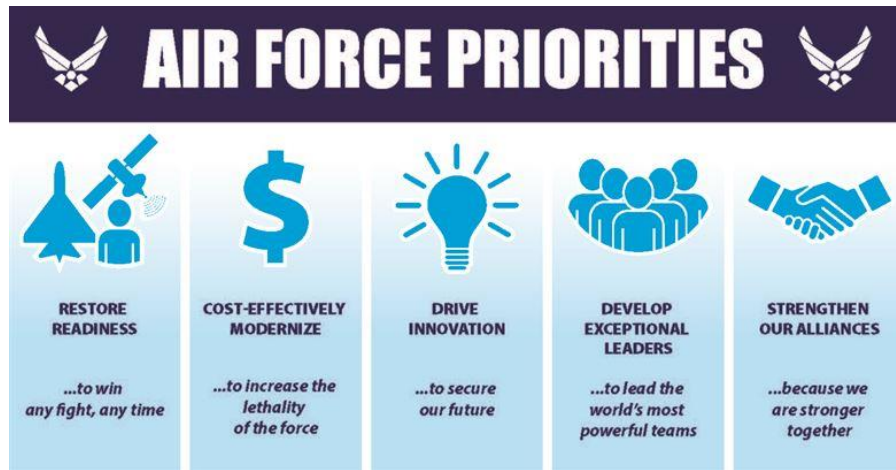 AIR FORCE PRIORITIES
RESTORE
READINESS
...to win
any fight, any time
COST-EFFECTIVELY
MODERNIZE
...to increase the
lethality
of the force
DRIVE
INNOVATION
...to secure
our future
DEVELOP
EXCEPTIONAL
LEADERS
...to lead the
world's most
powerful teams
STRENGTHEN
OUR ALLIANCES
...because we
are stronger
together